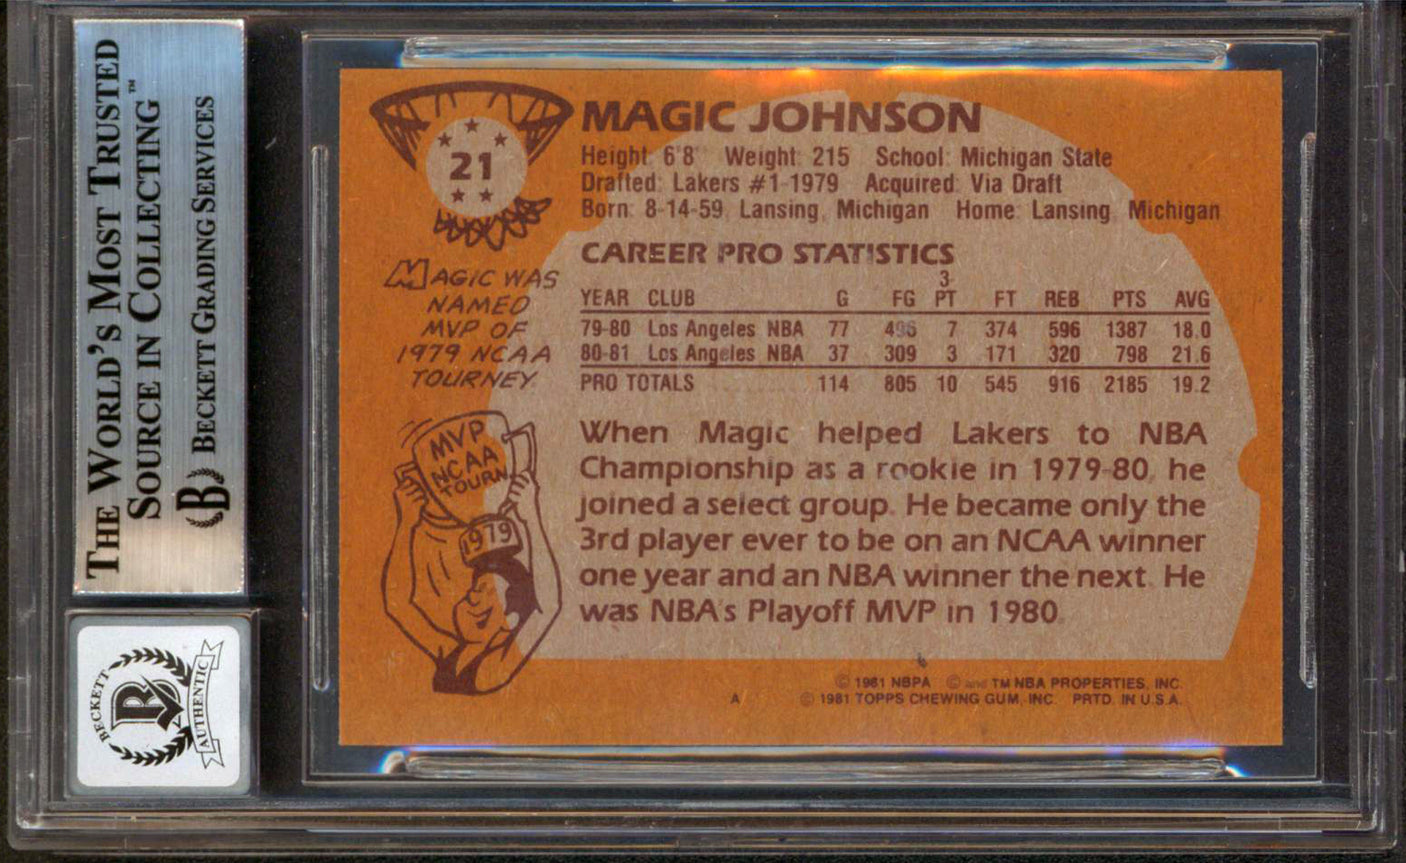 THE WORLD'S MOST TRUSTED
SOURCE IN COLLECTING™
B BECKETT GRADING SERVICES
BECKETT
B
AUTHENTIC
21
MAGIC JOHNSON
Height: 6'8" Weight: 215 School: Michigan State
Drafted: Lakers #1-1979 Acquired: Via Draft
Born: 8-14-59, Lansing, Michigan Home: Lansing, Michigan
MAGIC WAS
NAMED
MVP OF
1979 NCAA
TOURNEY.
CAREER PRO STATISTICS
3-
YEAR CLUB G FG PT FT REB PTS AVG
79-80 Los Angeles NBA 77 496 7 374 596 1387 18.0
80-81 Los Angeles NBA 37 309 3 171 320 798 21.6
PRO TOTALS 114 805 10 545 916 2185 19.2
MVP
NCAA
TOURN
1979
When Magic helped Lakers to NBA
Championship as a rookie in 1979-80, he
joined a select group. He became only the
3rd player ever to be on an NCAA winner
one year and an NBA winner the next. He
was NBA's Playoff MVP in 1980.
© 1981 NBPA © and TM NBA PROPERTIES, INC.
A © 1981 TOPPS CHEWING GUM, INC. PRTD. IN U.S.A.